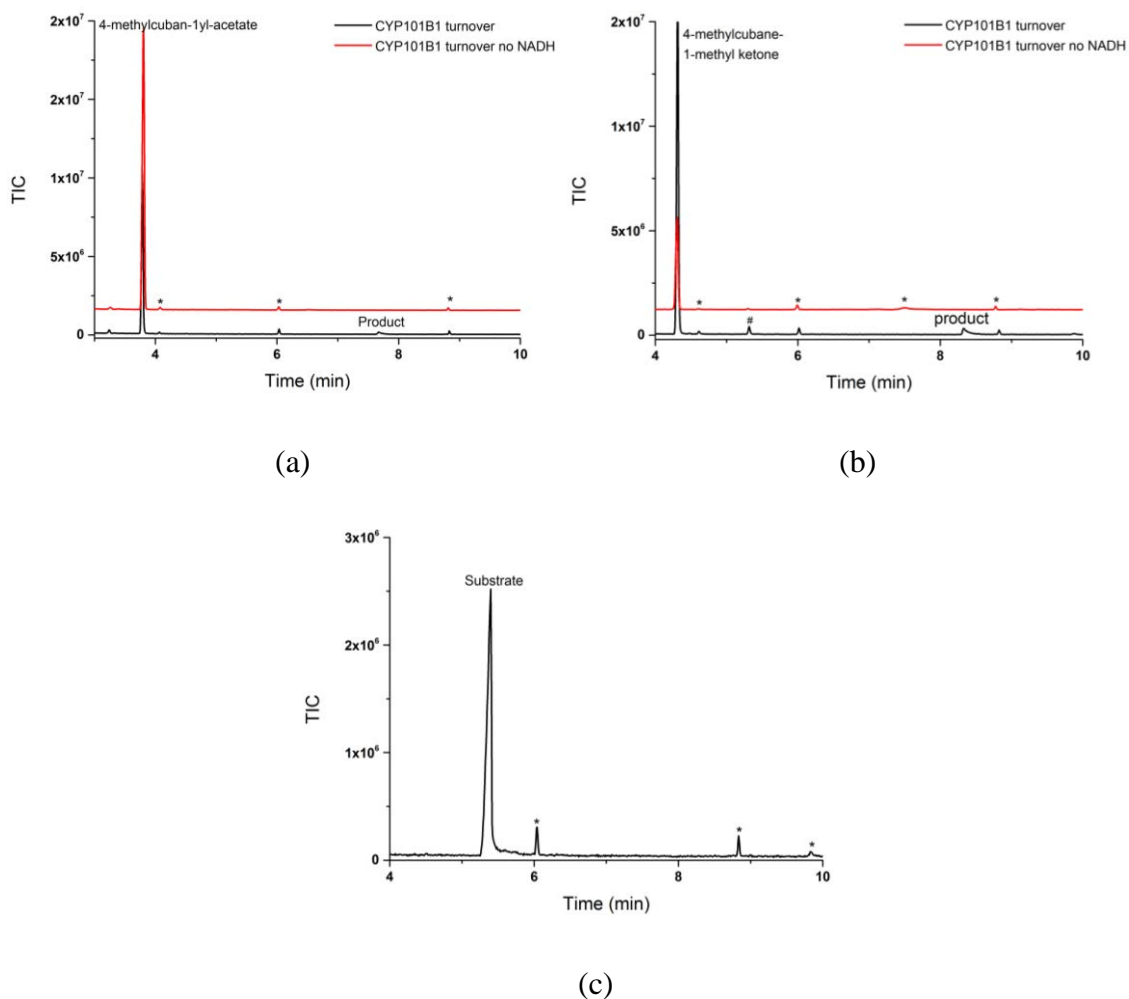 4-methylcuban-1yl-acetate
CYP101B1 turnover
CYP101B1 turnover no NADH
2x10⁷
2x10⁷
1x10⁷
5x10⁶
0
TIC
*
*
*
Product
4
6
8
10
Time (min)
(a)
4-methylcubane-
1-methyl ketone
CYP101B1 turnover
CYP101B1 turnover no NADH
2x10⁷
1x10⁷
5x10⁶
0
TIC
*
*
*
*
#
product
4
6
8
10
Time (min)
(b)
3x10⁶
2x10⁶
1x10⁶
0
TIC
Substrate
*
*
*
4
6
8
10
Time (min)
(c)